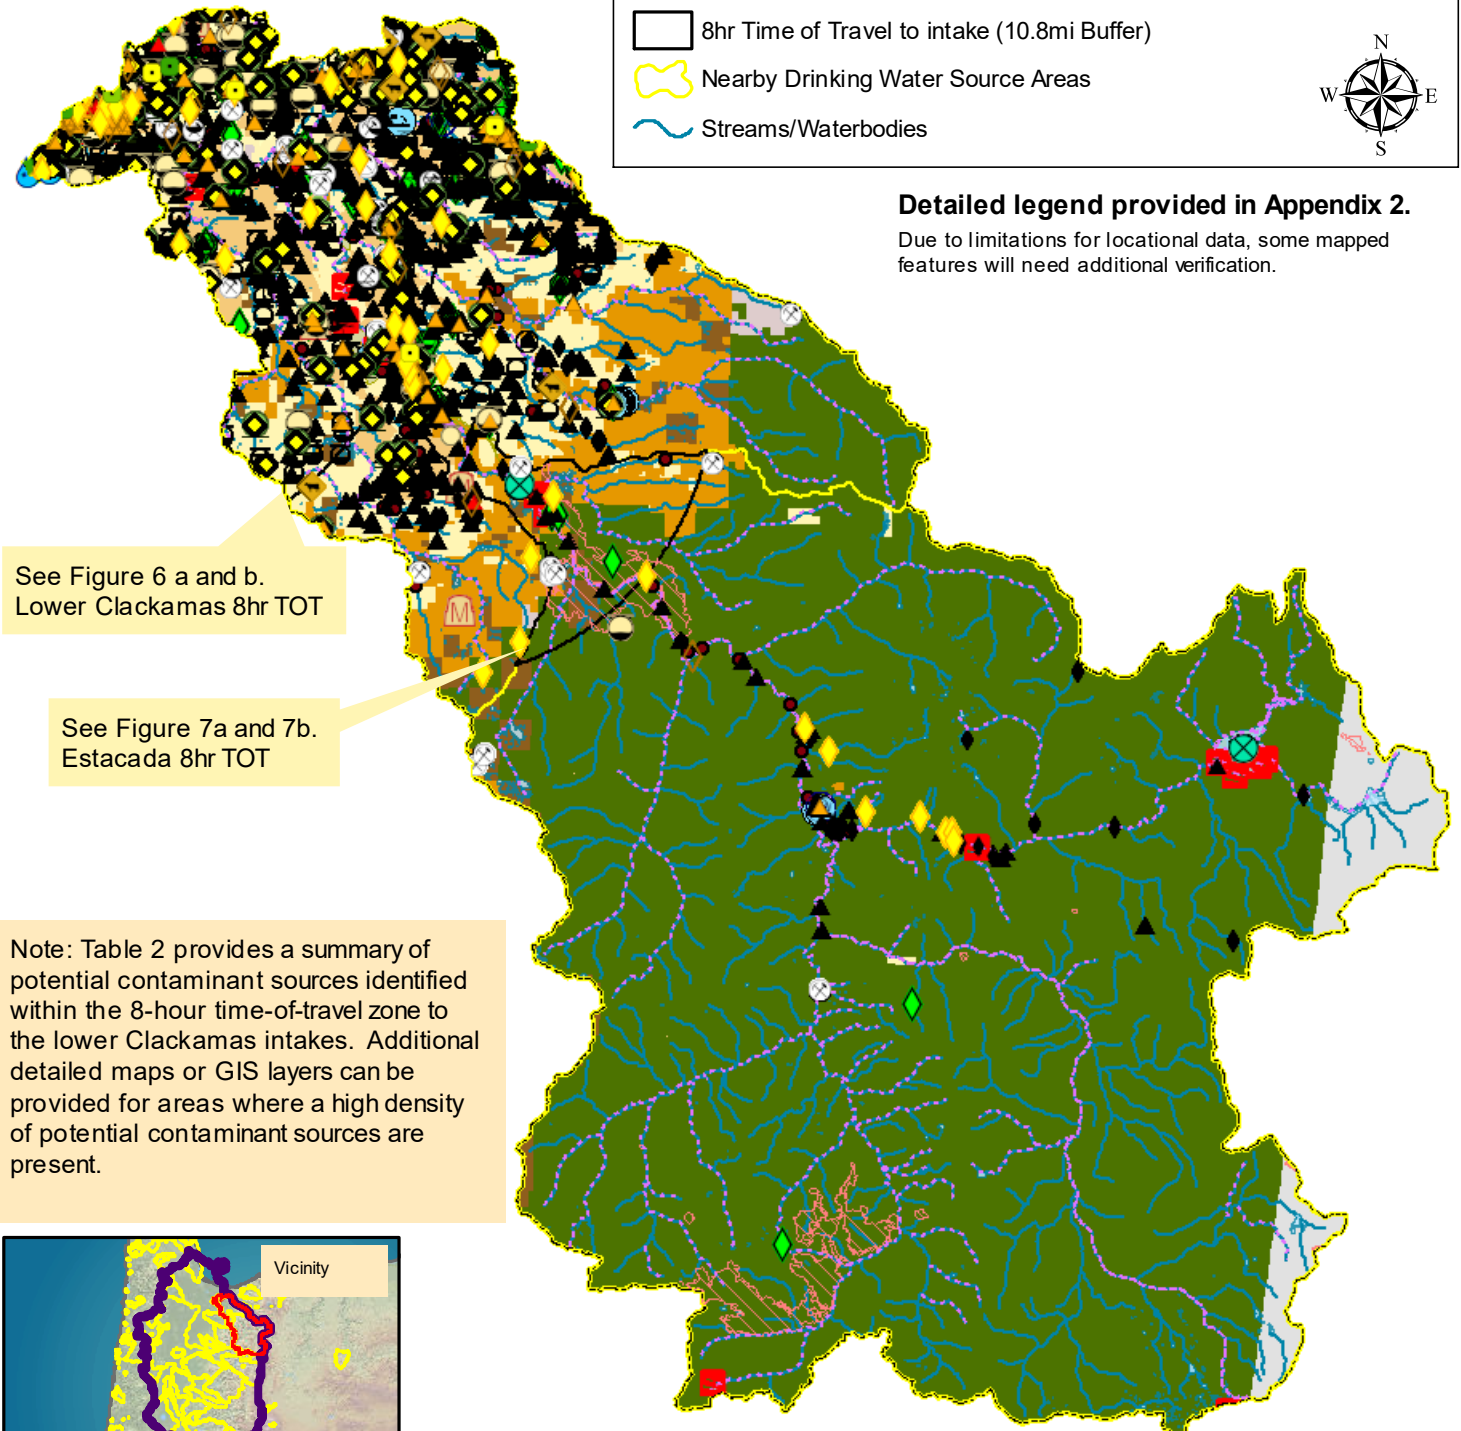 8hr Time of Travel to intake (10.8mi Buffer)
Nearby Drinking Water Source Areas
Streams/Waterbodies
N
W
E
S
Detailed legend provided in Appendix 2.
Due to limitations for locational data, some mapped
features will need additional verification.
See Figure 6 a and b.
Lower Clackamas 8hr TOT
M
See Figure 7a and 7b.
Estacada 8hr TOT
Note: Table 2 provides a summary of
potential contaminant sources identified
within the 8-hour time-of-travel zone to
the lower Clackamas intakes. Additional
detailed maps or GIS layers can be
provided for areas where a high density
of potential contaminant sources are
present.
Vicinity